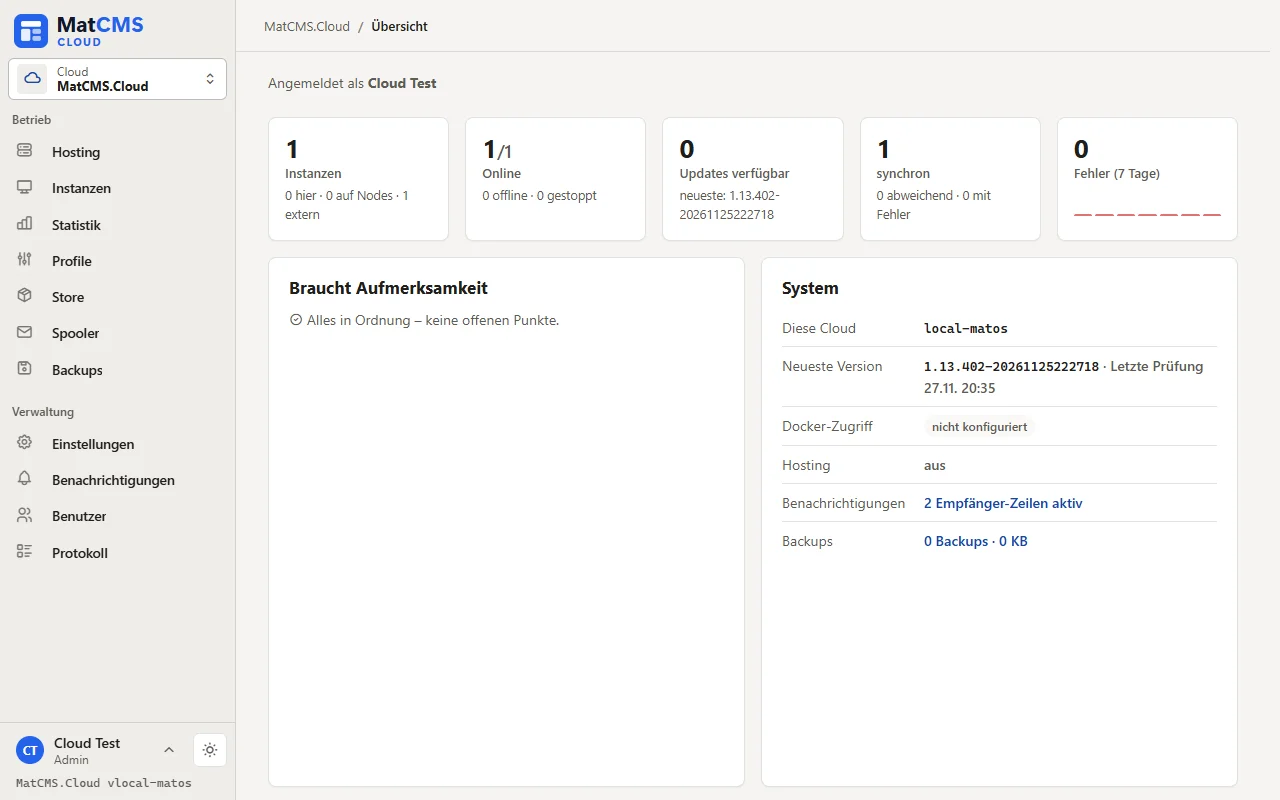 MatCMS
CLOUD
Cloud
MatCMS.Cloud
Betrieb
Hosting
Instanzen
Statistik
Profile
Store
Spooler
Backups
Verwaltung
Einstellungen
Benachrichtigungen
Benutzer
Protokoll
CT
Cloud Test
Admin
MatCMS.Cloud vlocal-matos
MatCMS.Cloud / Übersicht
Angemeldet als Cloud Test
1
Instanzen
0 hier · 0 auf Nodes · 1
extern
1/1
Online
0 offline · 0 gestoppt
0
Updates verfügbar
neueste: 1.13.402-
20261125222718
1
synchron
0 abweichend · 0 mit
Fehler
0
Fehler (7 Tage)
Braucht Aufmerksamkeit
Alles in Ordnung – keine offenen Punkte.
System
Diese Cloud local-matos
Neueste Version 1.13.402-20261125222718 · Letzte Prüfung
27.11. 20:35
Docker-Zugriff nicht konfiguriert
Hosting aus
Benachrichtigungen 2 Empfänger-Zeilen aktiv
Backups 0 Backups · 0 KB